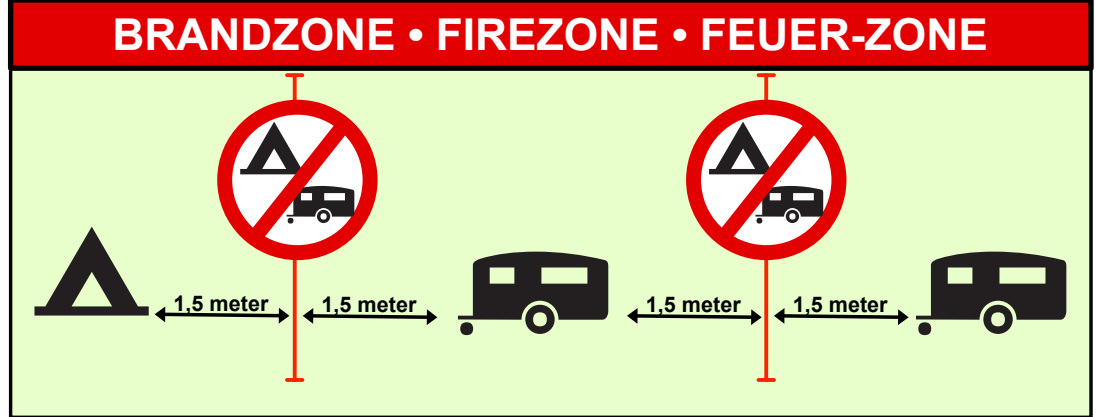 BRANDZONE • FIREZONE • FEUER-ZONE
1,5 meter 1,5 meter 1,5 meter 1,5 meter